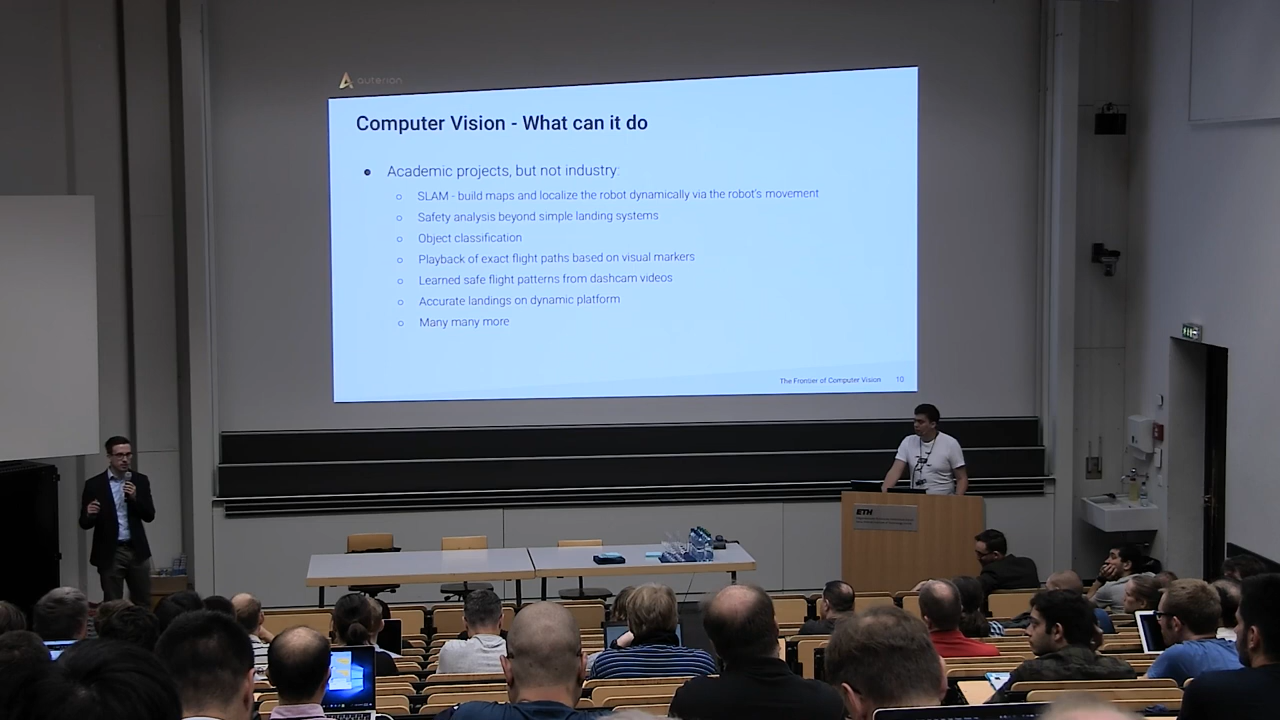 auterion
Computer Vision - What can it do
Academic projects, but not industry:
SLAM - build maps and localize the robot dynamically via the robot's movement
Safety analysis beyond simple landing systems
Object classification
Playback of exact flight paths based on visual markers
Learned safe flight patterns from dashcam videos
Accurate landings on dynamic platform
Many many more
The Frontier of Computer Vision 10
ETH